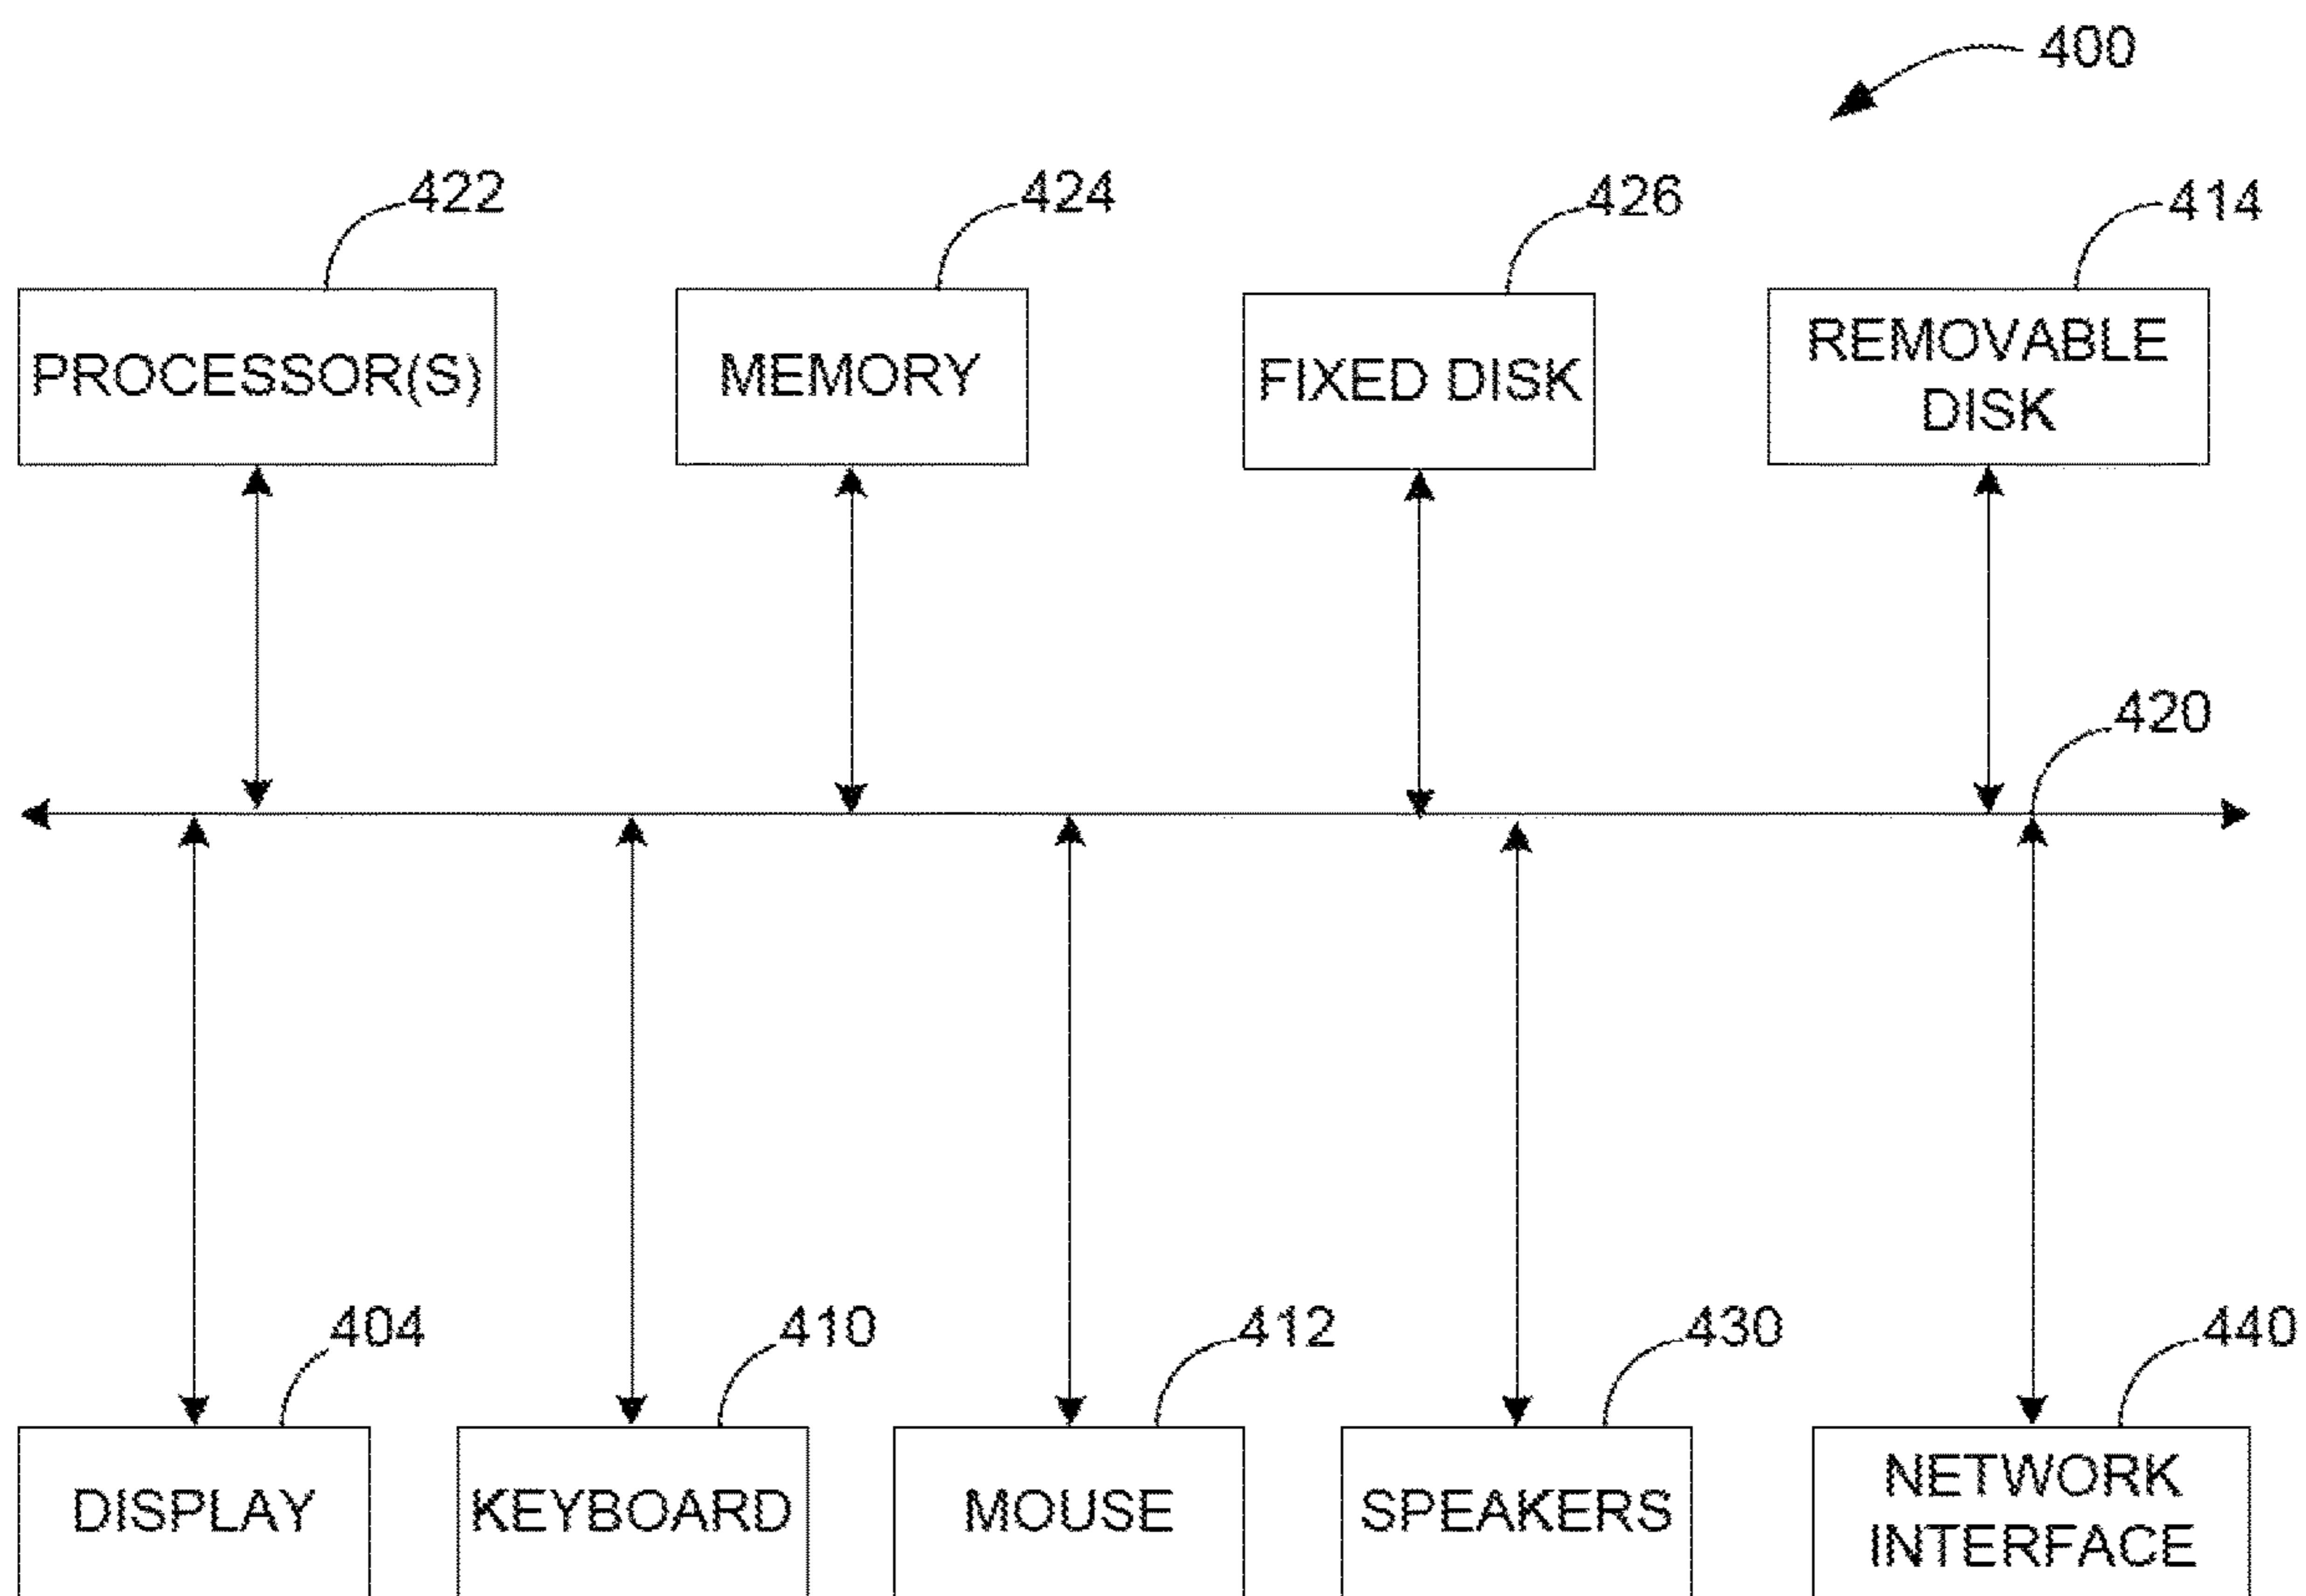 400
422
424
426
414
PROCESSOR(S)
MEMORY
FIXED DISK
REMOVABLE
DISK
420
404
410
412
430
440
DISPLAY
KEYBOARD
MOUSE
SPEAKERS
NETWORK
INTERFACE